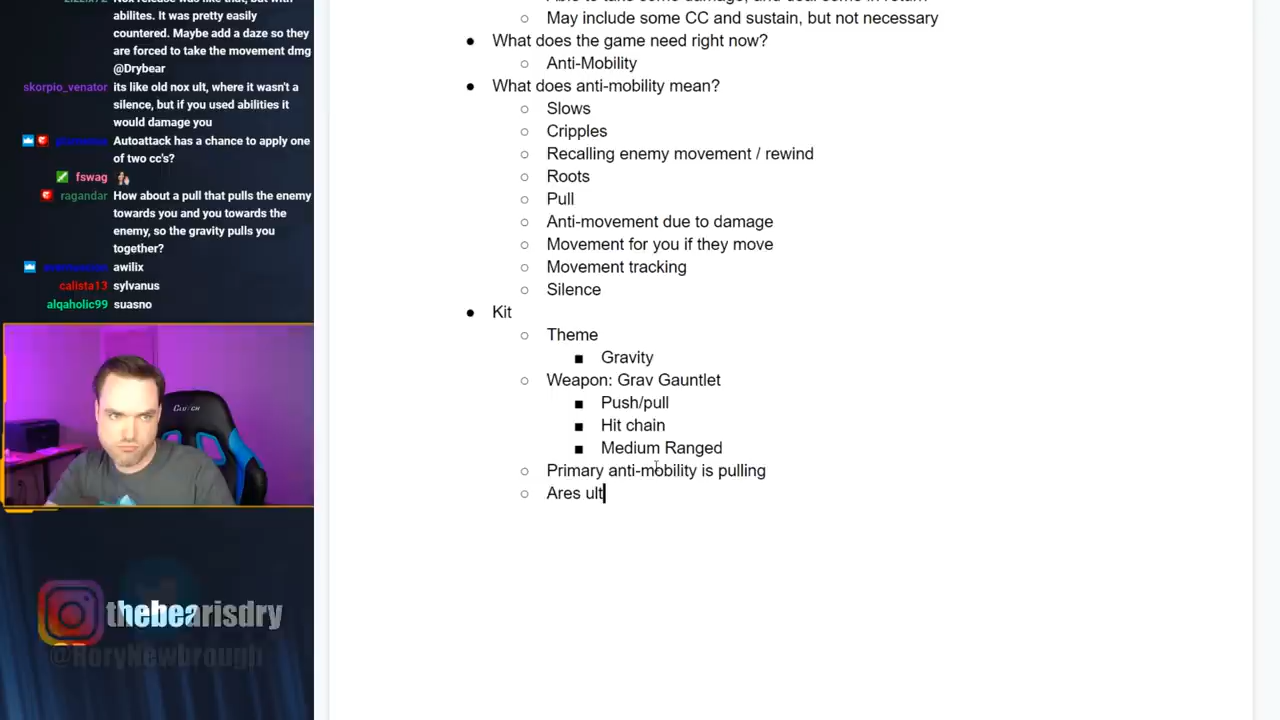 abilites. It was pretty easily
countered. Maybe add a daze so they
are forced to take the movement dmg
@Drybear
skorpio_venator its like old nox ult, where it wasn't a
silence, but if you used abilities it
would damage you
Autoattack has a chance to apply one
of two cc's?
fswag
ragandar How about a pull that pulls the enemy
towards you and you towards the
enemy, so the gravity pulls you
together?
awilix
calista13 sylvanus
alqaholic99 suasno
CLUTCH
thebearisdry
@RoryNewbrough
May include some CC and sustain, but not necessary
What does the game need right now?
Anti-Mobility
What does anti-mobility mean?
Slows
Cripples
Recalling enemy movement / rewind
Roots
Pull
Anti-movement due to damage
Movement for you if they move
Movement tracking
Silence
Kit
Theme
Gravity
Weapon: Grav Gauntlet
Push/pull
Hit chain
Medium Ranged
Primary anti-mobility is pulling
Ares ult